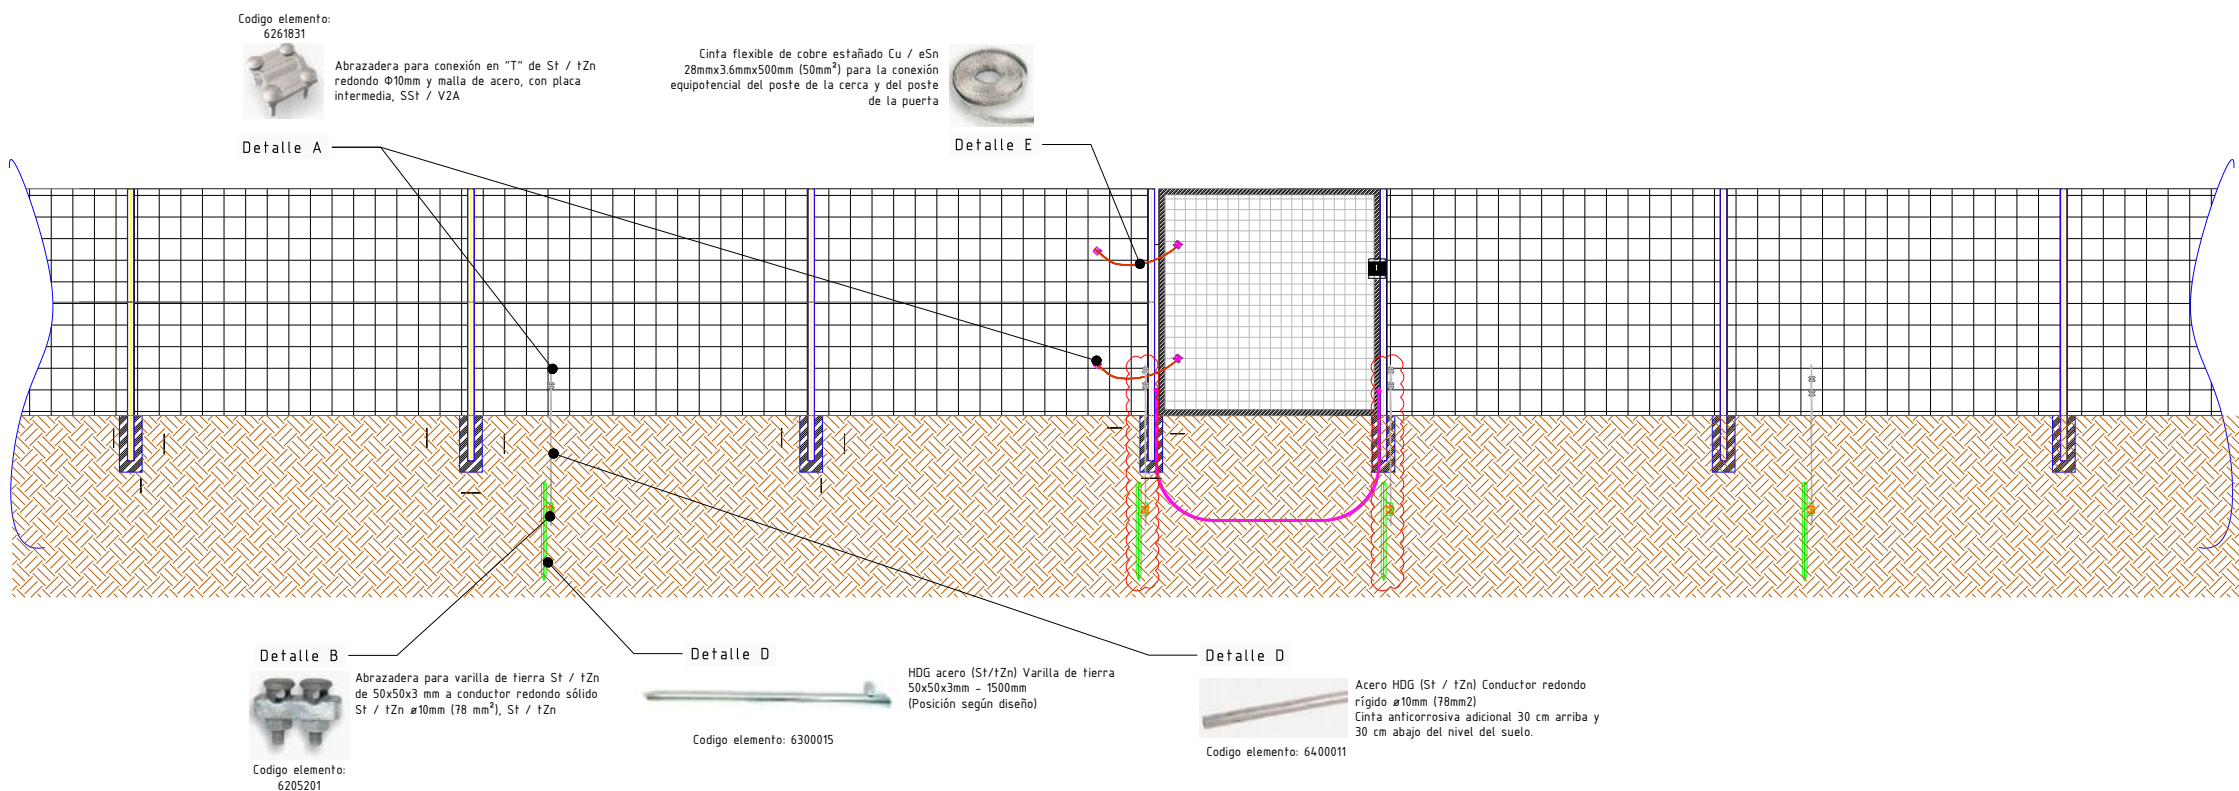 Codigo elemento:
6261831
Abrazadera para conexión en "T" de St / tZn
redondo Φ10mm y malla de acero, con placa
intermedia, SSt / V2A
Cinta flexible de cobre estañado Cu / eSn
28mmx3.6mmx500mm (50mm²) para la conexión
equipotencial del poste de la cerca y del poste
de la puerta
Detalle A
Detalle E
Detalle B
Abrazadera para varilla de tierra St / tZn
de 50x50x3 mm a conductor redondo sólido
St / tZn ø10mm (78 mm²), St / tZn
Codigo elemento:
6205201
Detalle D
HDG acero (St/tZn) Varilla de tierra
50x50x3mm - 1500mm
(Posición según diseño)
Codigo elemento: 6300015
Detalle D
Acero HDG (St / tZn) Conductor redondo
rígido ø10mm (78mm2)
Cinta anticorrosiva adicional 30 cm arriba y
30 cm abajo del nivel del suelo.
Codigo elemento: 6400011